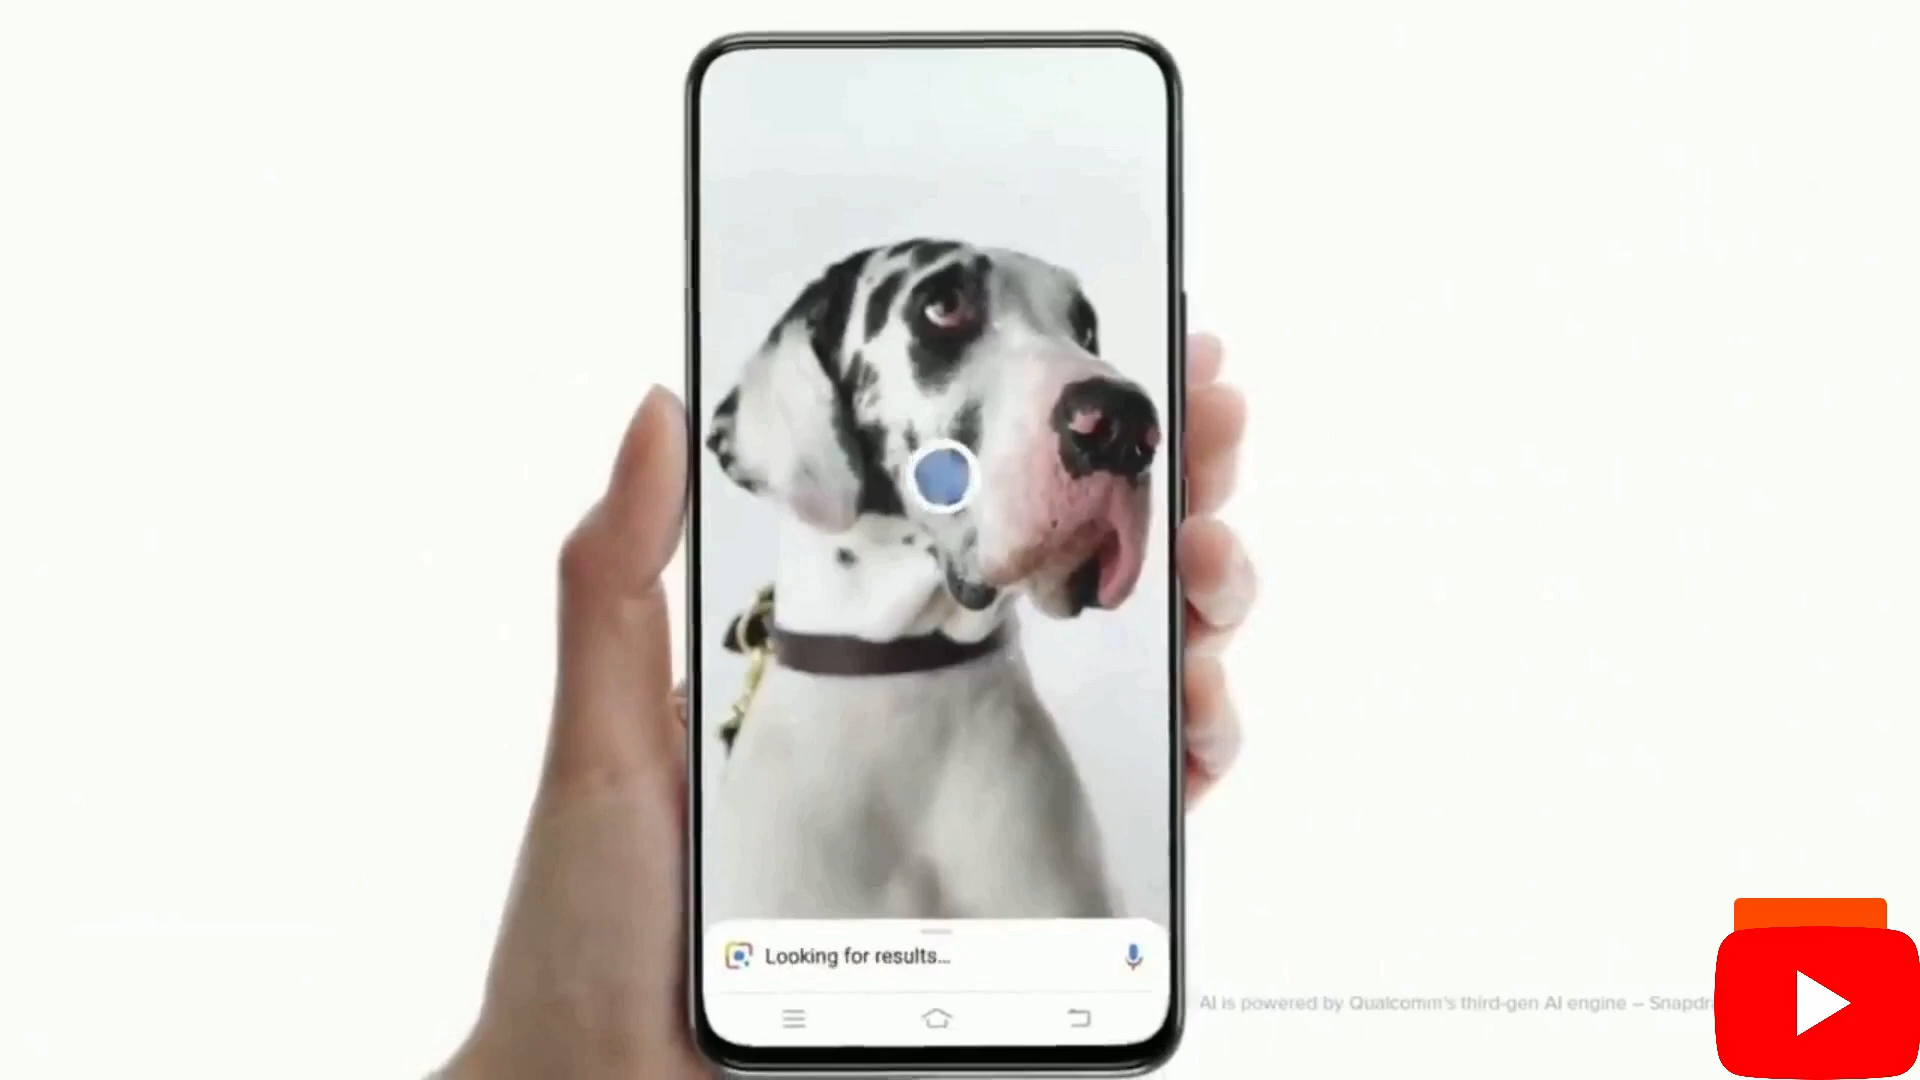 Looking for results...
AI is powered by Qualcomm's third-gen AI engine – Snapdr